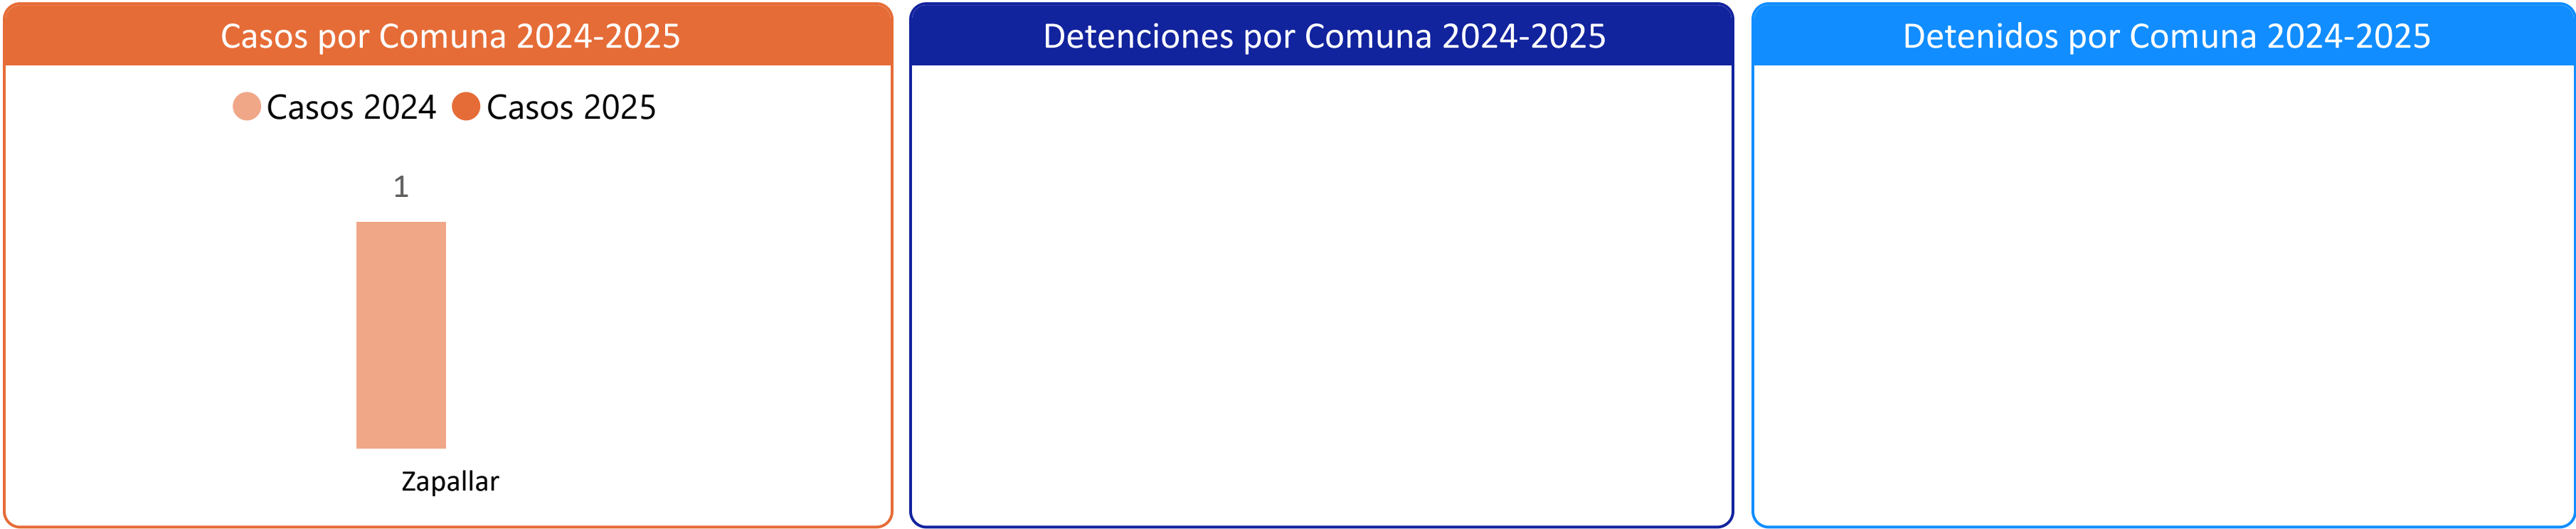 Casos por Comuna 2024-2025
Casos 2024 Casos 2025
1
Zapallar
Detenciones por Comuna 2024-2025
Detenidos por Comuna 2024-2025